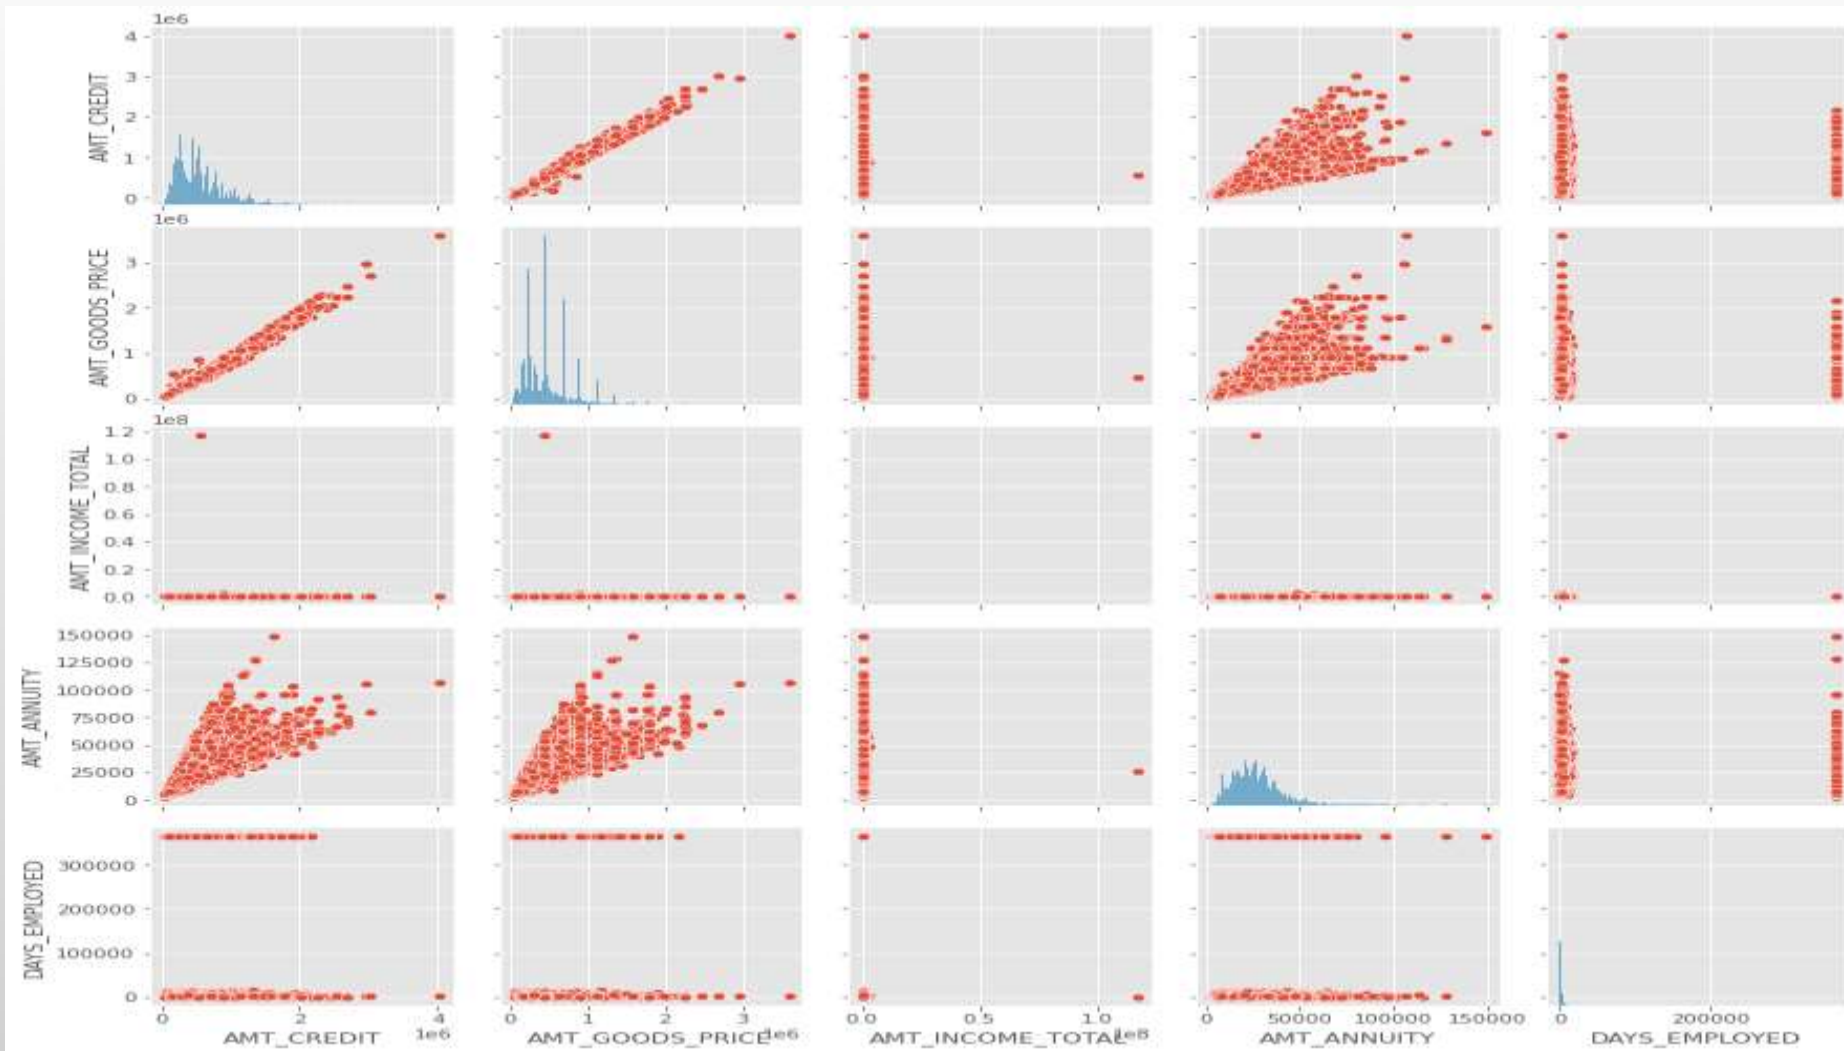 1e6
4
3
2
1
0
AMT_CREDIT
1e6
3
2
1
0
AMT_GOODS_PRICE
1e8
1.2
1.0
0.8
0.6
0.4
0.2
0.0
AMT_INCOME_TOTAL
150000
125000
100000
75000
50000
25000
0
AMT_ANNUITY
300000
200000
100000
0
DAYS_EMPLOYED
0 2 4 0 1 2 3 0.0 0.5 1.0 0 50000 100000 150000 0 200000
1e6 1e6 1e8
AMT_CREDIT AMT_GOODS_PRICE AMT_INCOME_TOTAL AMT_ANNUITY DAYS_EMPLOYED